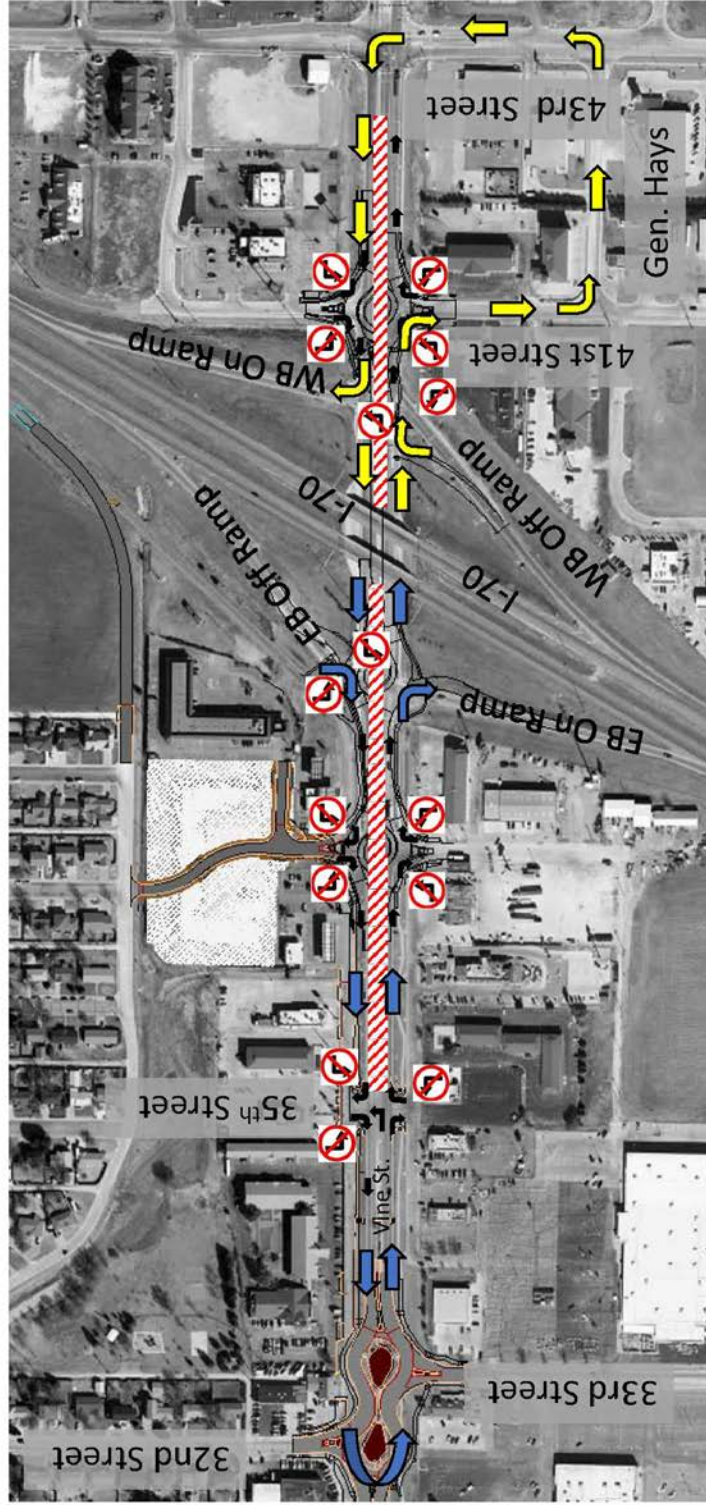 43rd Street
Gen. Hays
41st Street
WB On Ramp
I-70
WB Off Ramp
I-70
EB Off Ramp
EB On Ramp
35th Street
Vine St.
33rd Street
32nd Street